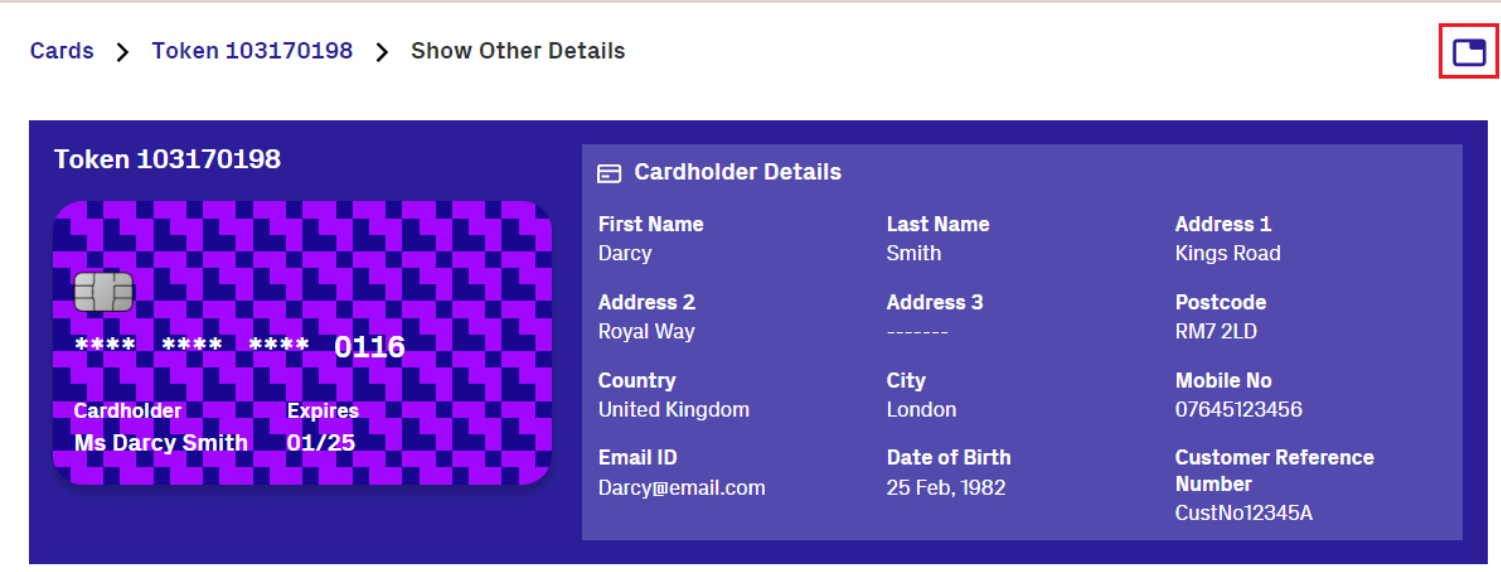 Cards > Token 103170198 > Show Other Details
Token 103170198
**** **** **** 0116
Cardholder Expires
Ms Darcy Smith 01/25
Cardholder Details
First Name Last Name Address 1
Darcy Smith Kings Road
Address 2 Address 3 Postcode
Royal Way ------- RM7 2LD
Country City Mobile No
United Kingdom London 07645123456
Email ID Date of Birth Customer Reference
Number
Darcy@email.com 25 Feb, 1982
CustNo12345A